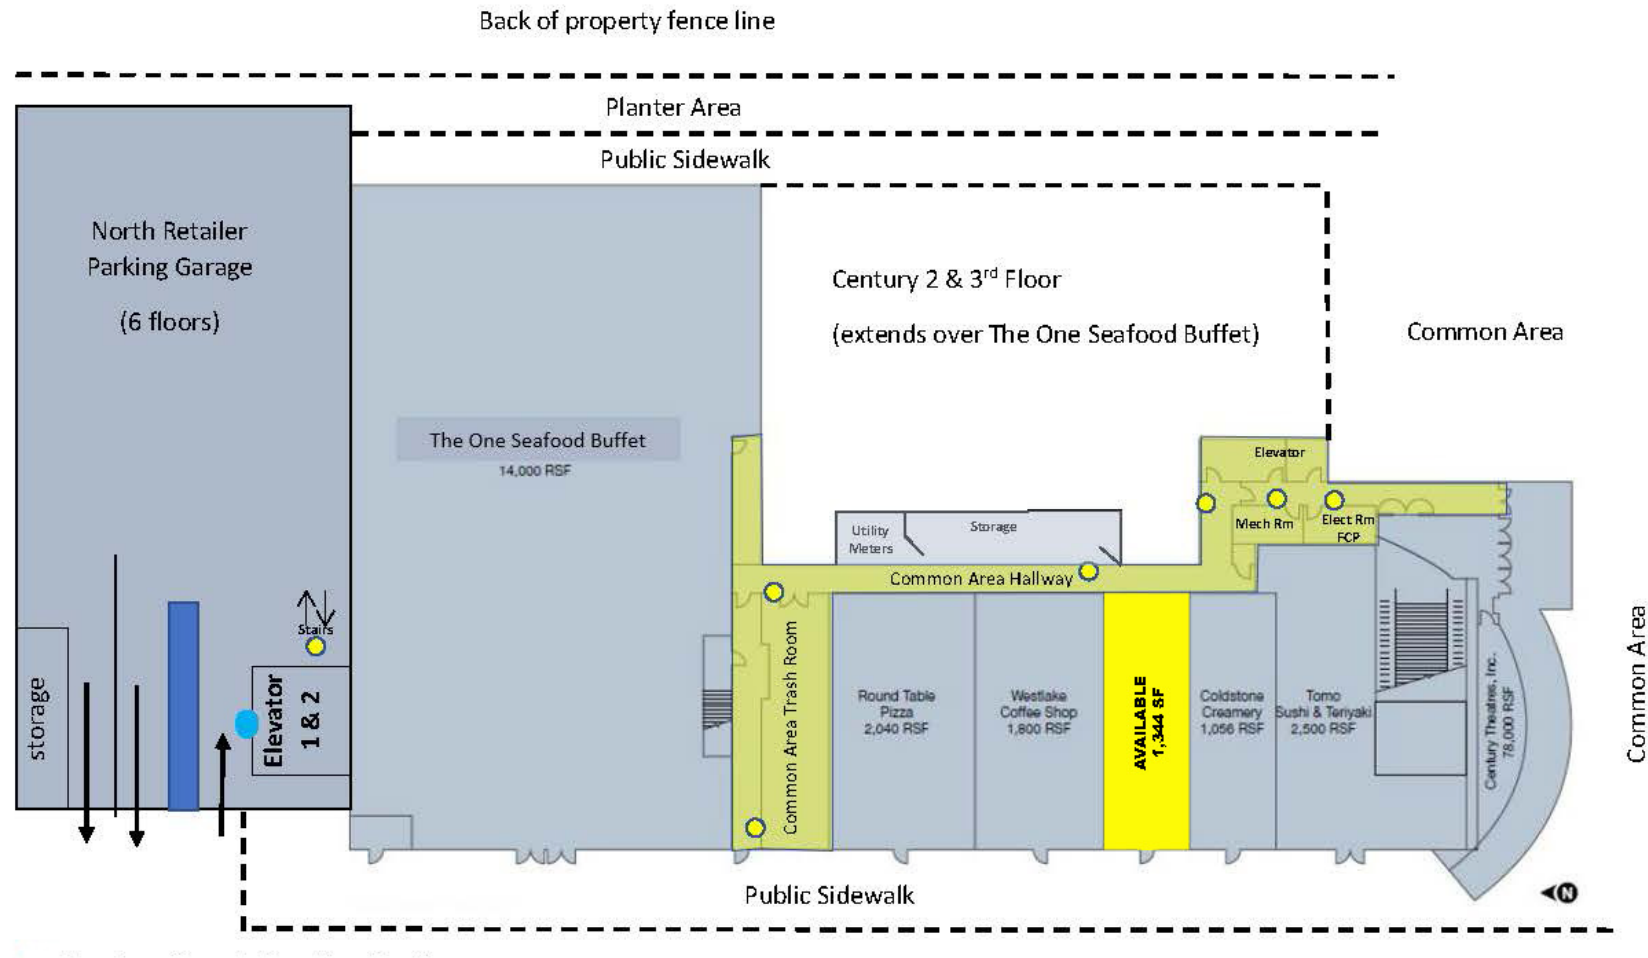 Back of property fence line
Planter Area
Public Sidewalk
North Retailer
Parking Garage
(6 floors)
Century 2 & 3rd Floor
(extends over The One Seafood Buffet)
Common Area
The One Seafood Buffet
14,000 RSF
Elevator
Mech Rm
Elect Rm
FCP
Utility
Meters
Storage
Common Area Hallway
Stairs
storage
Elevator
1 & 2
Common Area Trash Room
Round Table
Pizza
2,040 RSF
Westlake
Coffee Shop
1,800 RSF
AVAILABLE
1,344 SF
Coldstone
Creamery
1,056 RSF
Tomo
Sushi & Teriyaki
2,500 RSF
Century Theatres, Inc.
78,000 RSF
Common Area
Public Sidewalk
N